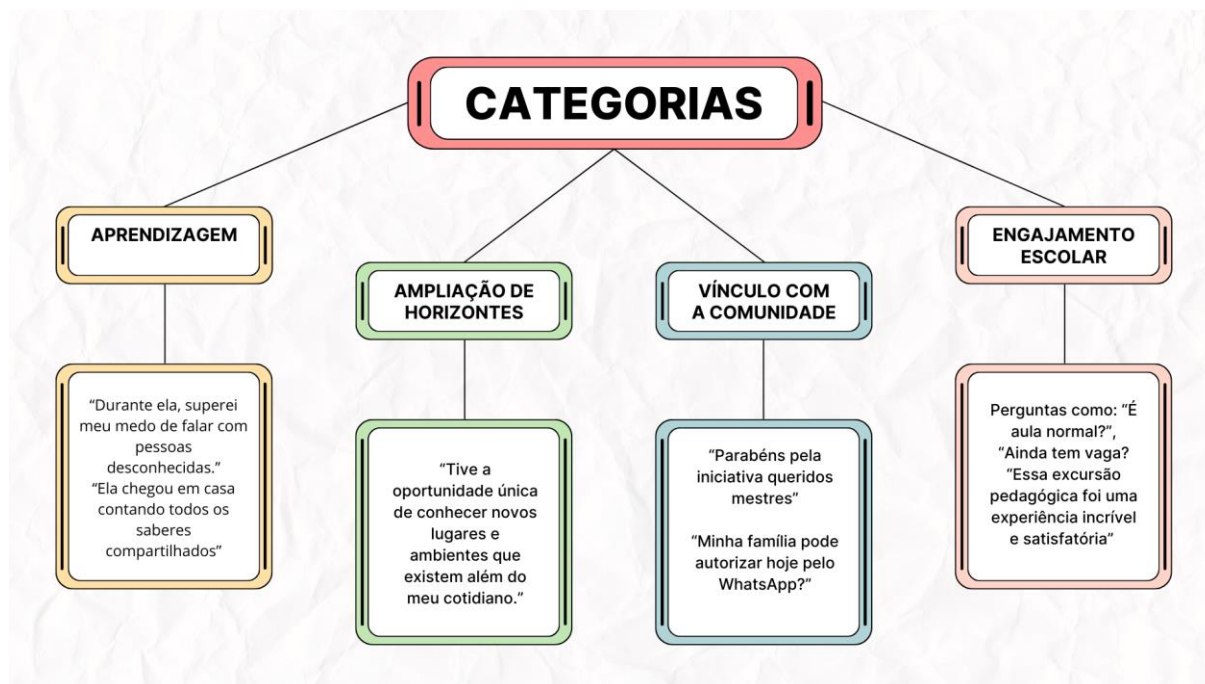 CATEGORIAS
APRENDIZAGEM
“Durante ela, superei
meu medo de falar com
pessoas
desconhecidas.”
“Ela chegou em casa
contando todos os
saberes
compartilhados”
AMPLIAÇÃO DE
HORIZONTES
“Tive a
oportunidade única
de conhecer novos
lugares e
ambientes que
existem além do
meu cotidiano.”
VÍNCULO COM
A COMUNIDADE
“Parabéns pela
iniciativa queridos
mestres”
“Minha família pode
autorizar hoje pelo
WhatsApp?”
ENGAJAMENTO
ESCOLAR
Perguntas como: “É
aula normal?”,
“Ainda tem vaga?
“Essa excursão
pedagógica foi uma
experiência incrível
e satisfatória”